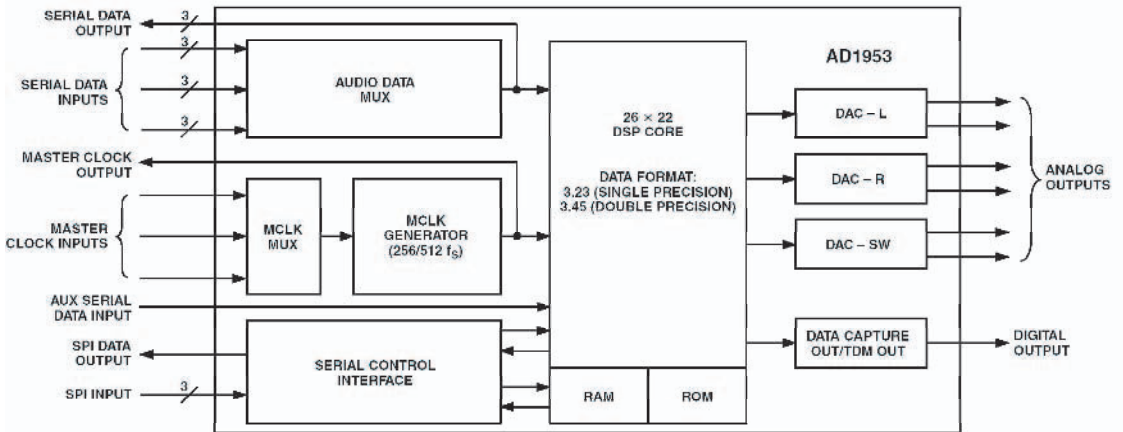 SERIAL DATA
OUTPUT
3
3
SERIAL DATA
INPUTS
3
3
AUDIO DATA
MUX
MASTER CLOCK
OUTPUT
MASTER
CLOCK INPUTS
MCLK
MUX
MCLK
GENERATOR
(256/512 fS)
AUX SERIAL
DATA INPUT
SPI DATA
OUTPUT
SPI INPUT
3
SERIAL CONTROL
INTERFACE
26 × 22
DSP CORE
DATA FORMAT:
3.23 (SINGLE PRECISION)
3.45 (DOUBLE PRECISION)
RAM
ROM
AD1953
DAC – L
DAC – R
DAC – SW
ANALOG
OUTPUTS
DATA CAPTURE
OUT/TDM OUT
DIGITAL
OUTPUT